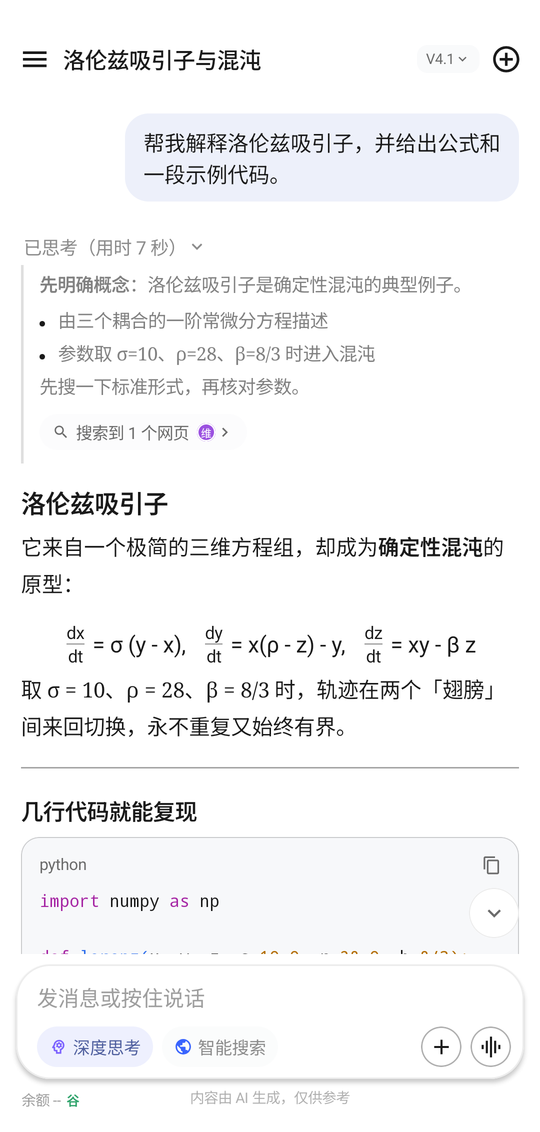 洛伦兹吸引子与混沌
V4.1
帮我解释洛伦兹吸引子，并给出公式和
一段示例代码。
已思考（用时 7 秒）
先明确概念：洛伦兹吸引子是确定性混沌的典型例子。
• 由三个耦合的一阶常微分方程描述
• 参数取 σ=10、ρ=28、β=8/3 时进入混沌
先搜一下标准形式，再核对参数。
搜索到 1 个网页 维
洛伦兹吸引子
它来自一个极简的三维方程组，却成为确定性混沌的
原型：
dx/dt = σ (y - x), dy/dt = x(ρ - z) - y, dz/dt = xy - β z
取 σ = 10、ρ = 28、β = 8/3 时，轨迹在两个「翅膀」
间来回切换，永不重复又始终有界。
几行代码就能复现
python
import numpy as np
发消息或按住说话
深度思考
智能搜索
余额 -- 谷
内容由 AI 生成，仅供参考